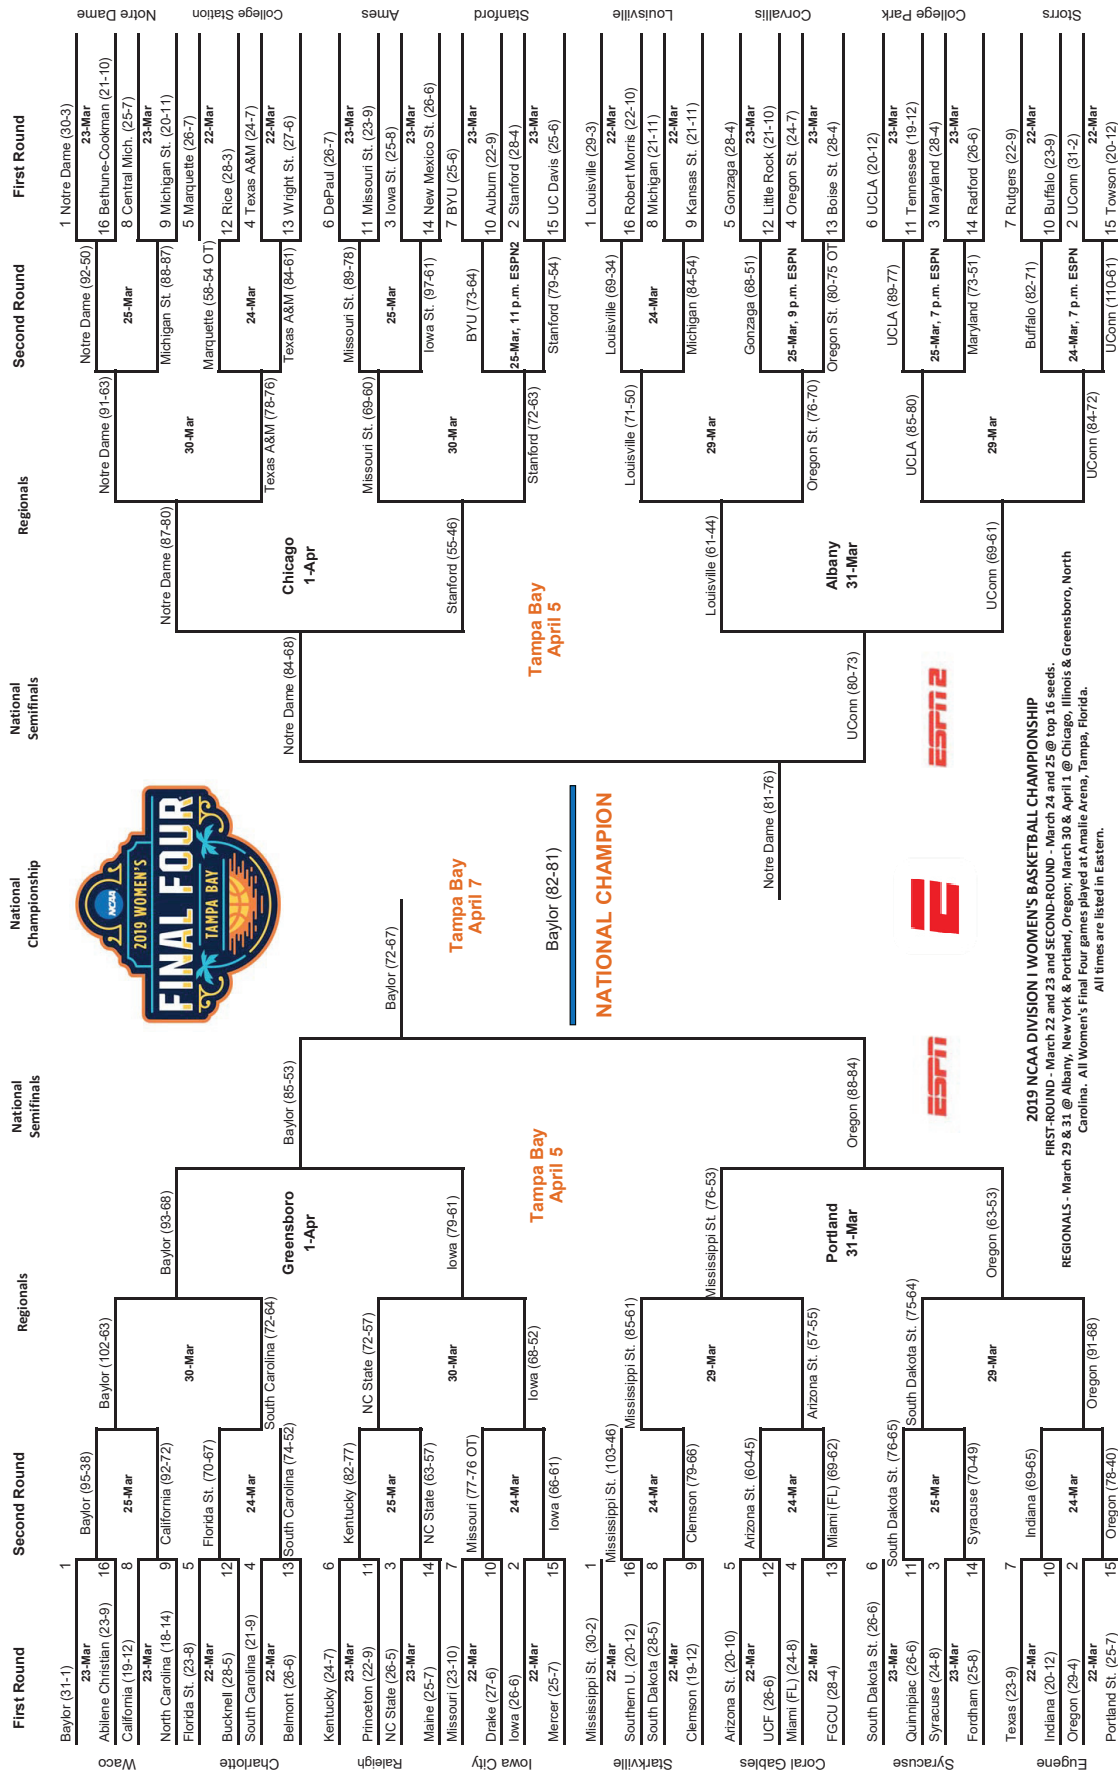 First Round
Second Round
Regionals
National
Semifinals
National
Championship
National
Semifinals
Regionals
Second Round
First Round
Waco
Baylor (31-1) 1
23-Mar
Abilene Christian (23-9) 16
California (19-12) 8
23-Mar
North Carolina (18-14) 9
Baylor (95-38)
25-Mar
California (92-72)
Baylor (102-63)
Charlotte
Florida St. (23-8) 5
22-Mar
Bucknell (28-5) 12
South Carolina (21-9) 4
22-Mar
Belmont (26-6) 13
Florida St. (70-67)
24-Mar
South Carolina (74-52)
30-Mar
South Carolina (72-64)
Baylor (93-68)
Raleigh
Kentucky (24-7) 6
23-Mar
Princeton (22-9) 11
NC State (26-5) 3
23-Mar
Maine (25-7) 14
Kentucky (82-77)
25-Mar
NC State (63-57)
NC State (72-57)
Iowa City
Missouri (23-10) 7
22-Mar
Drake (27-6) 10
Iowa (26-6) 2
22-Mar
Mercer (25-7) 15
Missouri (77-76 OT)
24-Mar
Iowa (66-61)
30-Mar
Iowa (68-52)
Greensboro
1-Apr
Iowa (79-61)
Baylor (85-53)
Starkville
Mississippi St. (30-2) 1
22-Mar
Southern U. (20-12) 16
South Dakota (28-5) 8
22-Mar
Clemson (19-12) 9
Mississippi St. (103-46)
24-Mar
Clemson (79-66)
Mississippi St. (85-61)
Coral Gables
Arizona St. (20-10) 5
22-Mar
UCF (26-6) 12
Miami (FL) (24-8) 4
22-Mar
FGCU (28-4) 13
Arizona St. (60-45)
24-Mar
Miami (FL) (69-62)
29-Mar
Arizona St. (57-55)
Mississippi St. (76-53)
Syracuse
South Dakota St. (26-6) 6
23-Mar
Quinnipiac (26-6) 11
Syracuse (24-8) 3
23-Mar
Fordham (25-8) 14
South Dakota St. (76-65)
25-Mar
Syracuse (70-49)
South Dakota St. (75-64)
Eugene
Texas (23-9) 7
22-Mar
Indiana (20-12) 10
Oregon (29-4) 2
22-Mar
Portland St. (25-7) 15
Indiana (69-65)
24-Mar
Oregon (78-40)
29-Mar
Oregon (91-68)
Portland
31-Mar
Oregon (63-53)
Oregon (88-84)
Tampa Bay
April 5
Baylor (72-67)
NCAA
2019 WOMEN'S
FINAL FOUR
TAMPA BAY
Tampa Bay
April 7
Baylor (82-81)
NATIONAL CHAMPION
Notre Dame (81-76)
Tampa Bay
April 5
Notre Dame (84-68)
UConn (80-73)
Notre Dame (87-80)
Chicago
1-Apr
Stanford (55-46)
Louisville (61-44)
Albany
31-Mar
UConn (69-61)
Notre Dame (91-63)
30-Mar
Texas A&M (78-76)
Missouri St. (69-60)
30-Mar
Stanford (72-63)
Louisville (71-50)
29-Mar
Oregon St. (76-70)
UCLA (85-80)
29-Mar
UConn (84-72)
Notre Dame (92-50)
25-Mar
Michigan St. (88-87)
Marquette (58-54 OT)
24-Mar
Texas A&M (84-61)
Missouri St. (89-78)
25-Mar
Iowa St. (97-61)
BYU (73-64)
25-Mar, 11 p.m. ESPN2
Stanford (79-54)
Louisville (69-34)
24-Mar
Michigan (84-54)
Gonzaga (68-51)
25-Mar, 9 p.m. ESPN
Oregon St. (80-75 OT)
UCLA (89-77)
25-Mar, 7 p.m. ESPN
Maryland (73-51)
Buffalo (82-71)
24-Mar, 7 p.m. ESPN
UConn (110-61)
1 Notre Dame (30-3)
23-Mar
16 Bethune-Cookman (21-10)
8 Central Mich. (25-7)
23-Mar
9 Michigan St. (20-11)
Notre Dame
5 Marquette (26-7)
22-Mar
12 Rice (28-3)
4 Texas A&M (24-7)
22-Mar
13 Wright St. (27-6)
College Station
6 DePaul (26-7)
23-Mar
11 Missouri St. (23-9)
3 Iowa St. (25-8)
23-Mar
14 New Mexico St. (26-6)
Ames
7 BYU (25-6)
23-Mar
10 Auburn (22-9)
2 Stanford (28-4)
23-Mar
15 UC Davis (25-6)
Stanford
1 Louisville (29-3)
22-Mar
16 Robert Morris (22-10)
8 Michigan (21-11)
22-Mar
9 Kansas St. (21-11)
Louisville
5 Gonzaga (28-4)
23-Mar
12 Little Rock (21-10)
4 Oregon St. (24-7)
23-Mar
13 Boise St. (28-4)
Corvallis
6 UCLA (20-12)
23-Mar
11 Tennessee (19-12)
3 Maryland (28-4)
23-Mar
14 Radford (26-6)
College Park
7 Rutgers (22-9)
22-Mar
10 Buffalo (23-9)
2 UConn (31-2)
22-Mar
15 Towson (20-12)
Storrs
ESPN
E
ESPN 2
2019 NCAA DIVISION I WOMEN'S BASKETBALL CHAMPIONSHIP
FIRST-ROUND - March 22 and 23 and SECOND-ROUND - March 24 and 25 @ top 16 seeds.
REGIONALS - March 29 & 31 @ Albany, New York & Portland, Oregon; March 30 & April 1 @ Chicago, Illinois & Greensboro, North
Carolina. All Women's Final Four games played at Amalie Arena, Tampa, Florida.
All times are listed in Eastern.